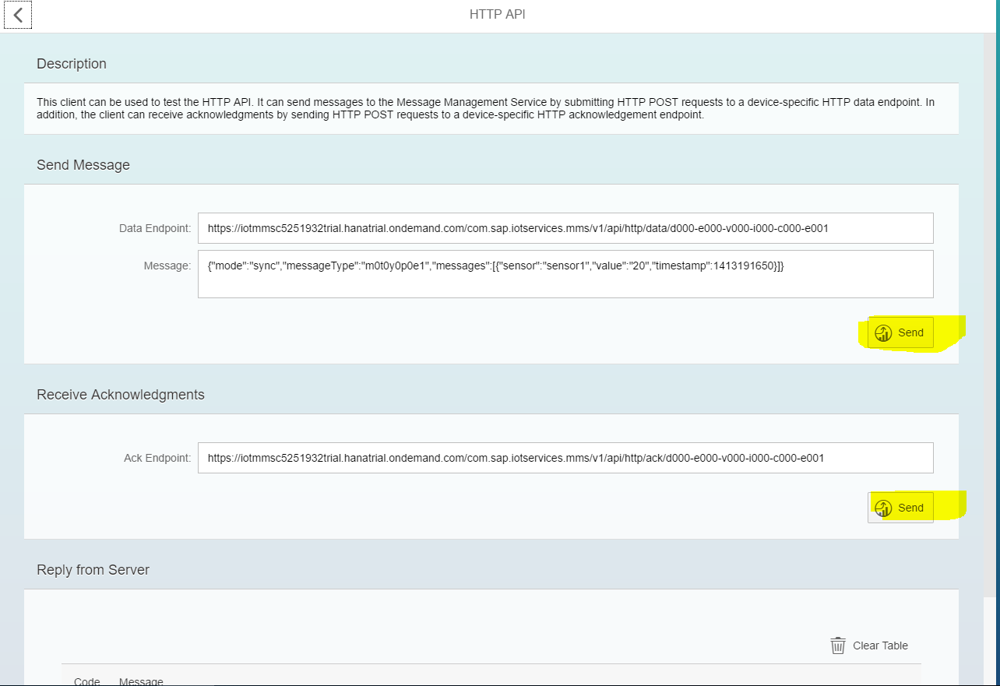 HTTP API
Description
This client can be used to test the HTTP API. It can send messages to the Message Management Service by submitting HTTP POST requests to a device-specific HTTP data endpoint. In
addition, the client can receive acknowledgments by sending HTTP POST requests to a device-specific HTTP acknowledgement endpoint.
Send Message
Data Endpoint: https://iotmmsc5251932trial.hanatrial.ondemand.com/com.sap.iotservices.mms/v1/api/http/data/d000-e000-v000-i000-c000-e001
Message: {"mode":"sync","messageType":"m0t0y0p0e1","messages":[{"sensor":"sensor1","value":"20","timestamp":1413191650}]}
Send
Receive Acknowledgments
Ack Endpoint: https://iotmmsc5251932trial.hanatrial.ondemand.com/com.sap.iotservices.mms/v1/api/http/ack/d000-e000-v000-i000-c000-e001
Send
Reply from Server
Clear Table
Code Message